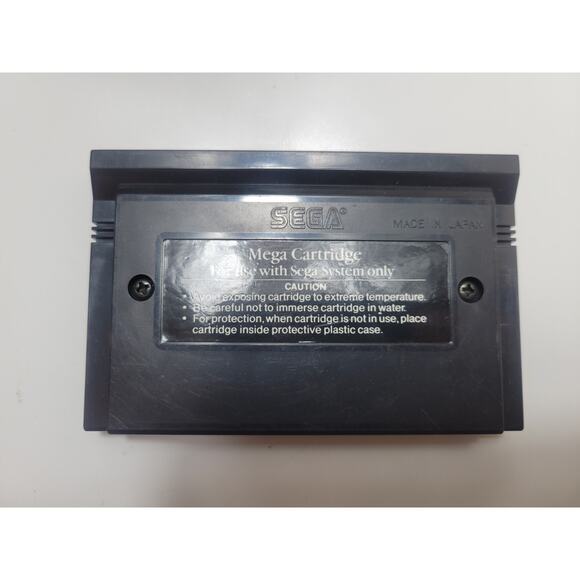 SEGA®
MADE IN JAPAN
Mega Cartridge
For use with Sega System only
CAUTION
• Avoid exposing cartridge to extreme temperature.
• Be careful not to immerse cartridge in water.
• For protection, when cartridge is not in use, place
cartridge inside protective plastic case.